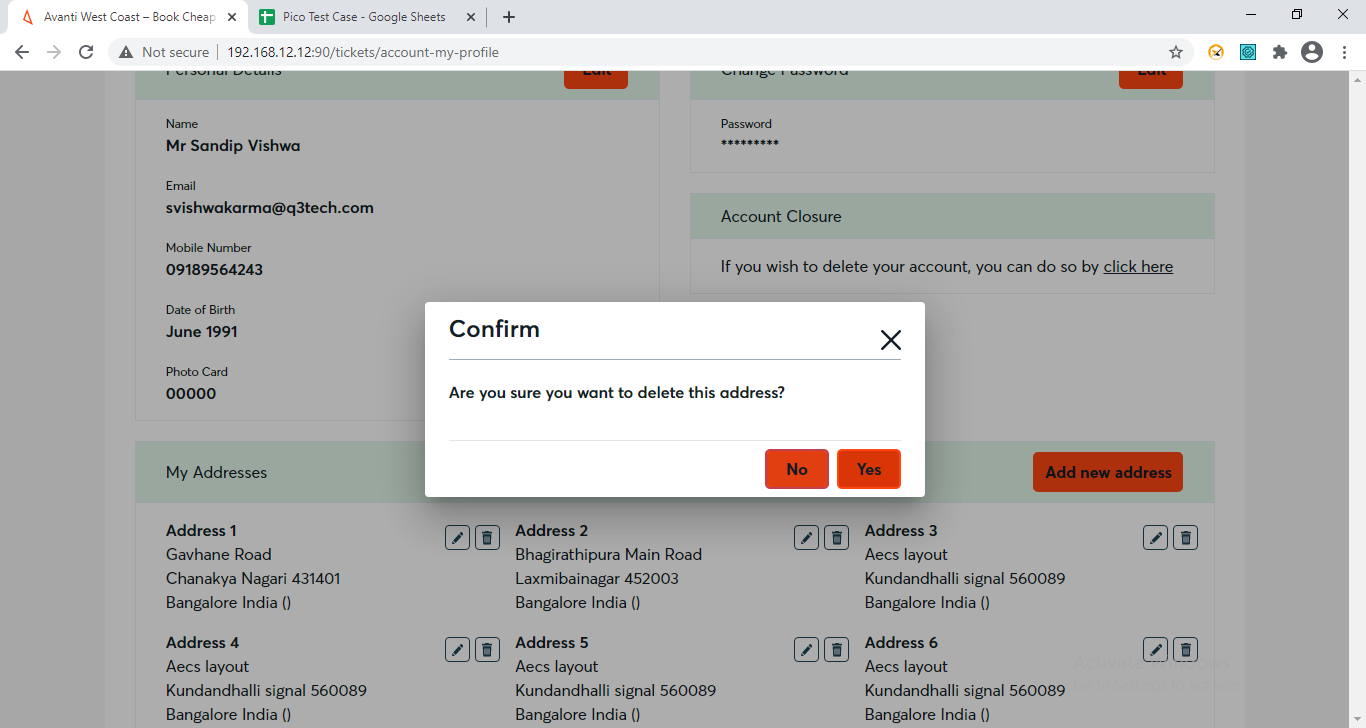 Avanti West Coast – Book Cheap
Pico Test Case - Google Sheets
Not secure
192.168.12.12:90/tickets/account-my-profile
Personal Details
Edit
Change Password
Edit
Name
Mr Sandip Vishwa
Email
svishwakarma@q3tech.com
Mobile Number
09189564243
Date of Birth
June 1991
Photo Card
00000
Password
*********
Account Closure
If you wish to delete your account, you can do so by click here
Confirm
Are you sure you want to delete this address?
No
Yes
My Addresses
Add new address
Address 1
Gavhane Road
Chanakya Nagari 431401
Bangalore India ()
Address 2
Bhagirathipura Main Road
Laxmibainagar 452003
Bangalore India ()
Address 3
Aecs layout
Kundandhalli signal 560089
Bangalore India ()
Address 4
Aecs layout
Kundandhalli signal 560089
Bangalore India ()
Address 5
Aecs layout
Kundandhalli signal 560089
Bangalore India ()
Address 6
Aecs layout
Kundandhalli signal 560089
Bangalore India ()
Activate Windows